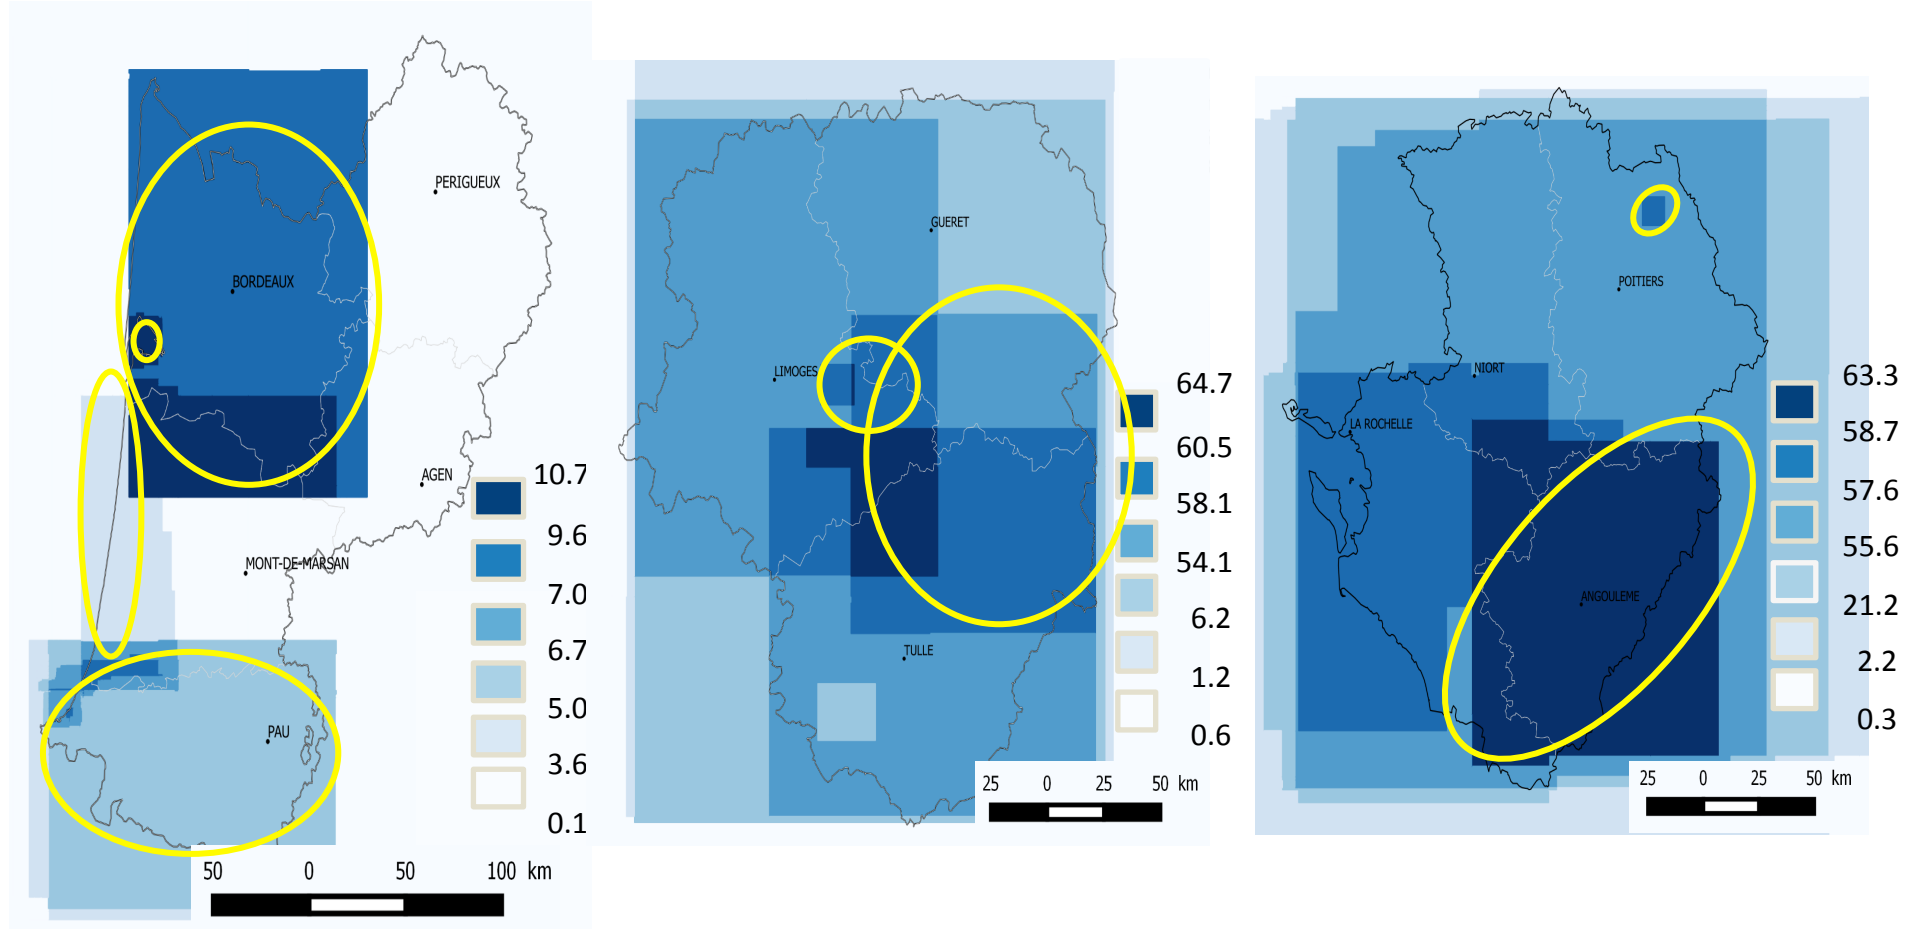 PERIGUEUX
BORDEAUX
AGEN
MONT-DE-MARSAN
PAU
10.7
9.6
7.0
6.7
5.0
3.6
0.1
50 0 50 100 km
GUERET
LIMOGES
TULLE
64.7
60.5
58.1
54.1
6.2
1.2
0.6
25 0 25 50 km
POITIERS
NIORT
LA ROCHELLE
ANGOULEME
63.3
58.7
57.6
55.6
21.2
2.2
0.3
25 0 25 50 km